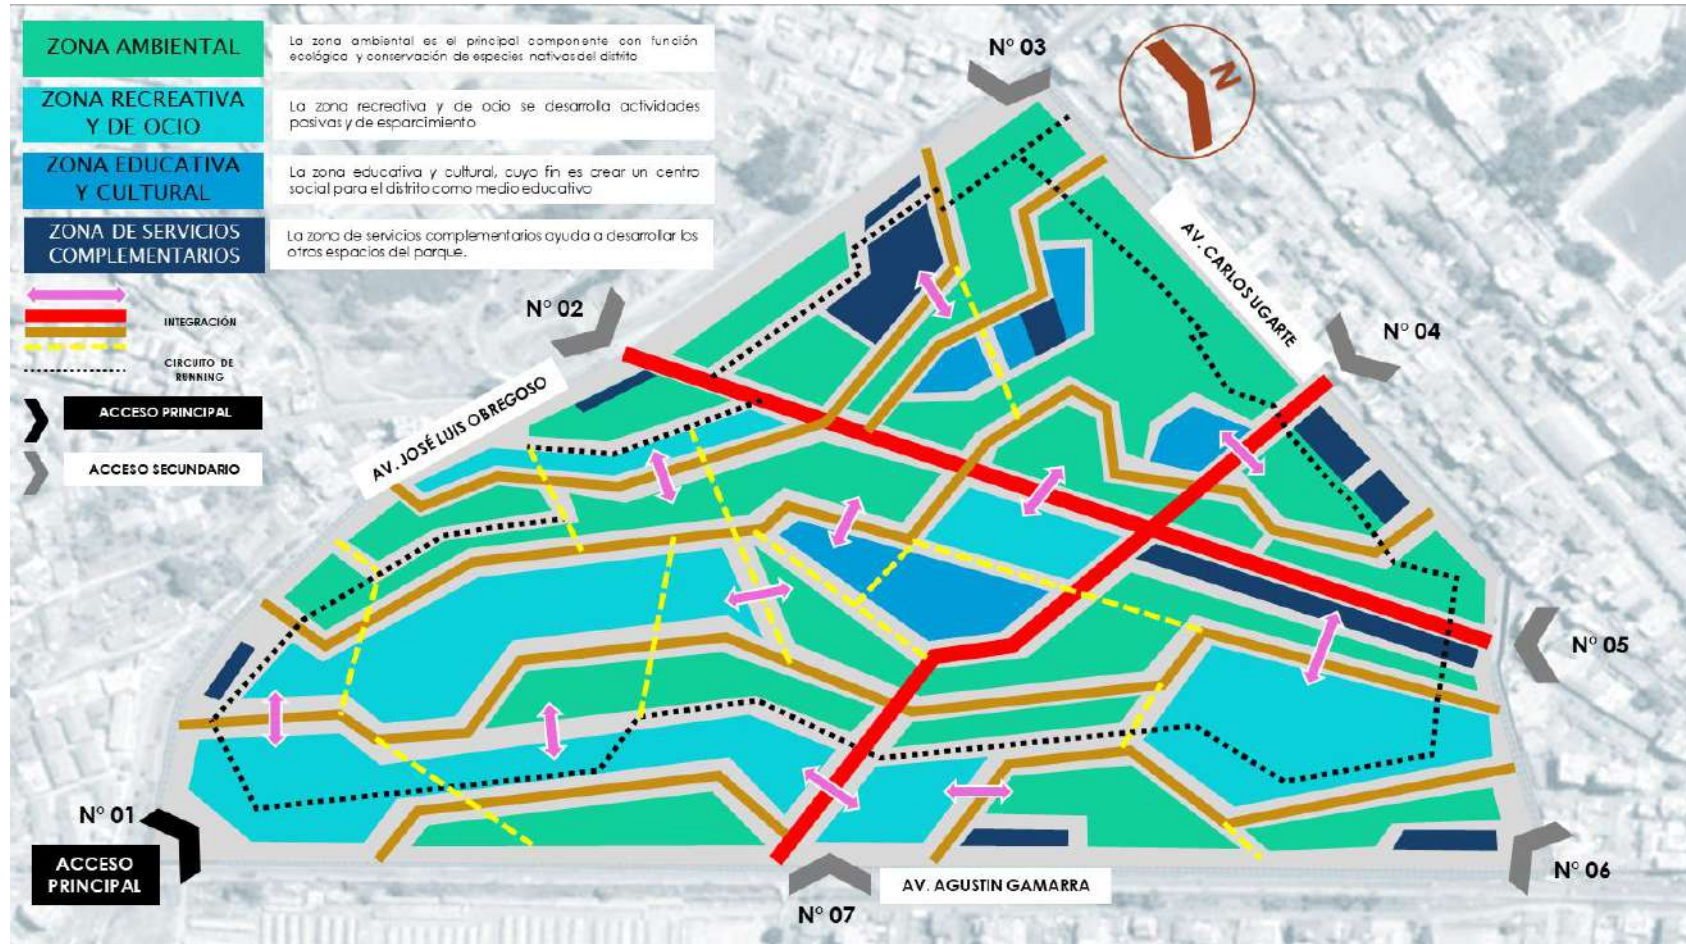 ZONA AMBIENTAL
La zona ambiental es el principal componente con función
ecológica y conservación de especies nativas del distrito
ZONA RECREATIVA
Y DE OCIO
La zona recreativa y de ocio se desarrolla actividades
pasivas y de esparcimiento
ZONA EDUCATIVA
Y CULTURAL
La zona educativa y cultural, cuyo fin es crear un centro
social para el distrito como medio educativo
ZONA DE SERVICIOS
COMPLEMENTARIOS
La zona de servicios complementarios ayuda a desarrollar los
otros espacios del parque.
INTEGRACIÓN
CIRCUITO DE
RUNNING
ACCESO PRINCIPAL
ACCESO SECUNDARIO
N° 03
N
N° 02
AV. CARLOS UGARTE
N° 04
AV. JOSÉ LUIS OBREGOSO
N° 05
N° 01
ACCESO
PRINCIPAL
N° 06
AV. AGUSTIN GAMARRA
N° 07